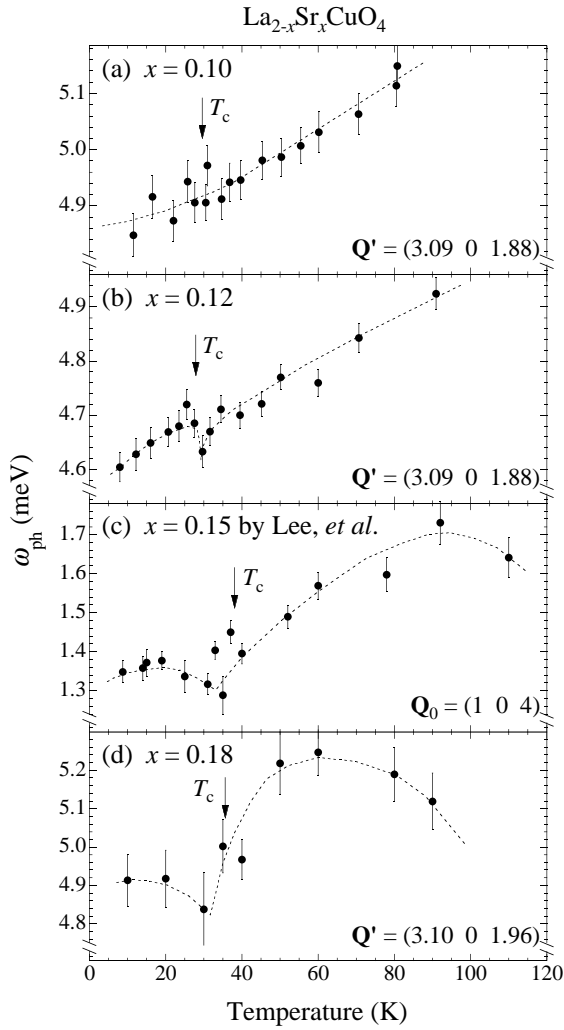 La2-xSrxCuO4
(a) x = 0.10
Tc
5.1
5.0
4.9
Q' = (3.09 0 1.88)
(b) x = 0.12
Tc
4.9
4.8
4.7
4.6
Q' = (3.09 0 1.88)
ωph (meV)
(c) x = 0.15 by Lee, et al.
Tc
1.7
1.6
1.5
1.4
1.3
Q0 = (1 0 4)
(d) x = 0.18
Tc
5.2
5.1
5.0
4.9
4.8
Q' = (3.10 0 1.96)
0 20 40 60 80 100 120
Temperature (K)